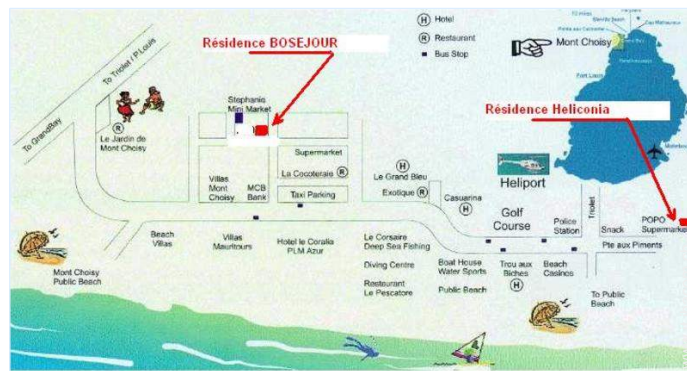 Résidence BOSEJOUR
Hotel
Restaurant
Bus Stop
Mont Choisy
Port Louis
Résidence Heliconia
To Triolet / P.Louis
To GrandBay
Le Jardin de
Mont Choisy
Stephanie
Mini Market
Supermarket
La Cocoteraie
Villas
Mont
Choisy
MCB
Bank
Taxi Parking
Le Grand Bleu
Exotique
Casuarina
Heliport
Golf
Course
Police
Station
Triolet
Snack
POPO
Supermarke
Pte aux Piments
Beach
Villas
Villas
Mauritours
Hotel le Coralia
PLM Azur
Le Corsaire
Deep Sea Fishing
Diving Centre
Restaurant
Le Pescatore
Boat House
Water Sports
Public Beach
Trou aux
Biches
Beach
Casinos
To Public
Beach
Mont Choisy
Public Beach